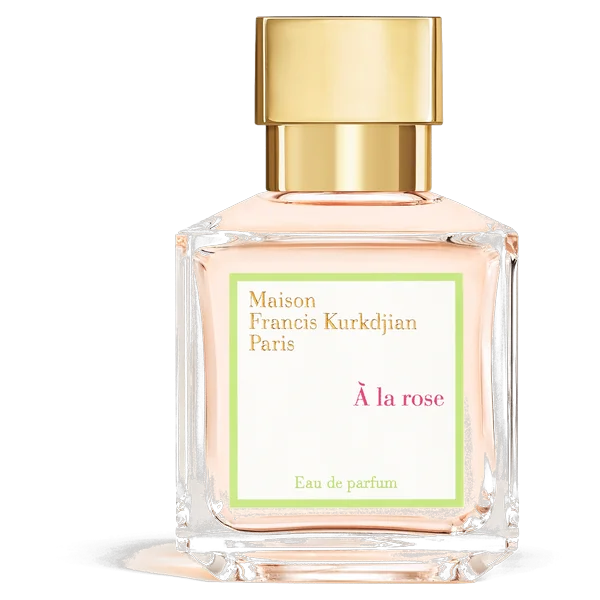 Maison
Francis Kurkdjian
Paris
À la rose
Eau de parfum